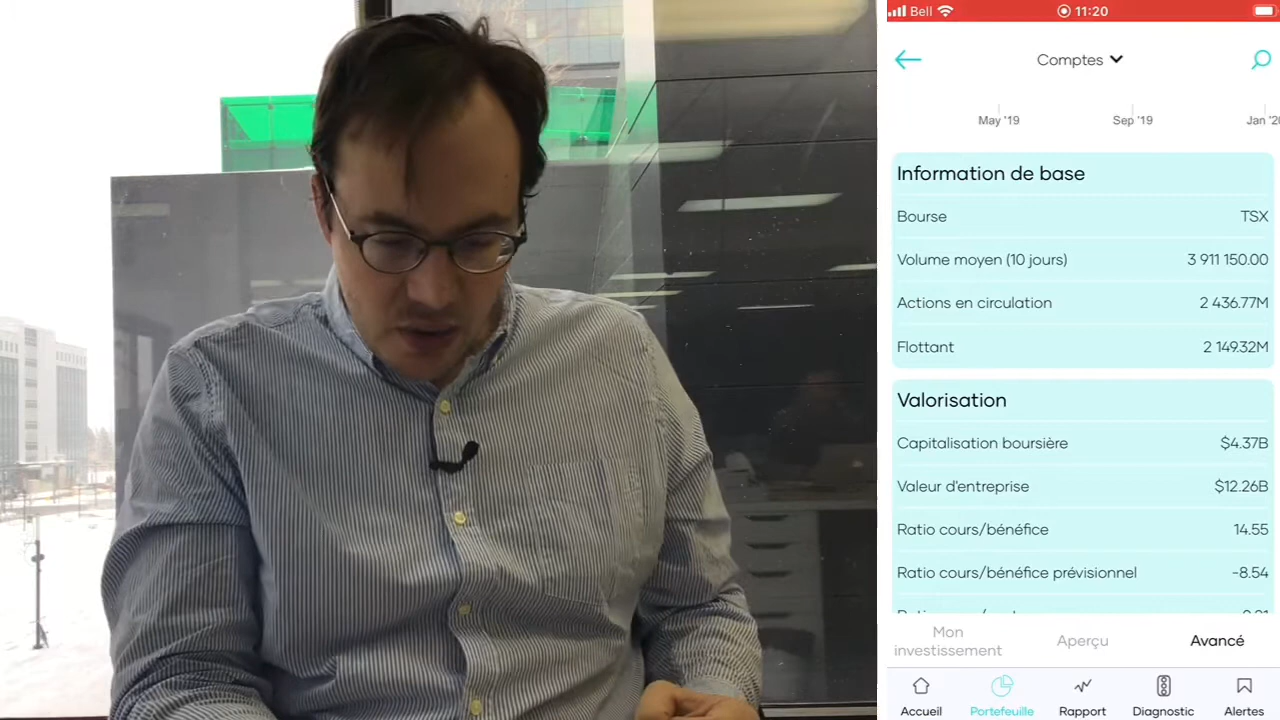 Bell 11:20
Comptes
May '19 Sep '19 Jan '20
Information de base
Bourse TSX
Volume moyen (10 jours) 3 911 150.00
Actions en circulation 2 436.77M
Flottant 2 149.32M
Valorisation
Capitalisation boursière $4.37B
Valeur d'entreprise $12.26B
Ratio cours/bénéfice 14.55
Ratio cours/bénéfice prévisionnel -8.54
Mon investissement Aperçu Avancé
Accueil Portefeuille Rapport Diagnostic Alertes